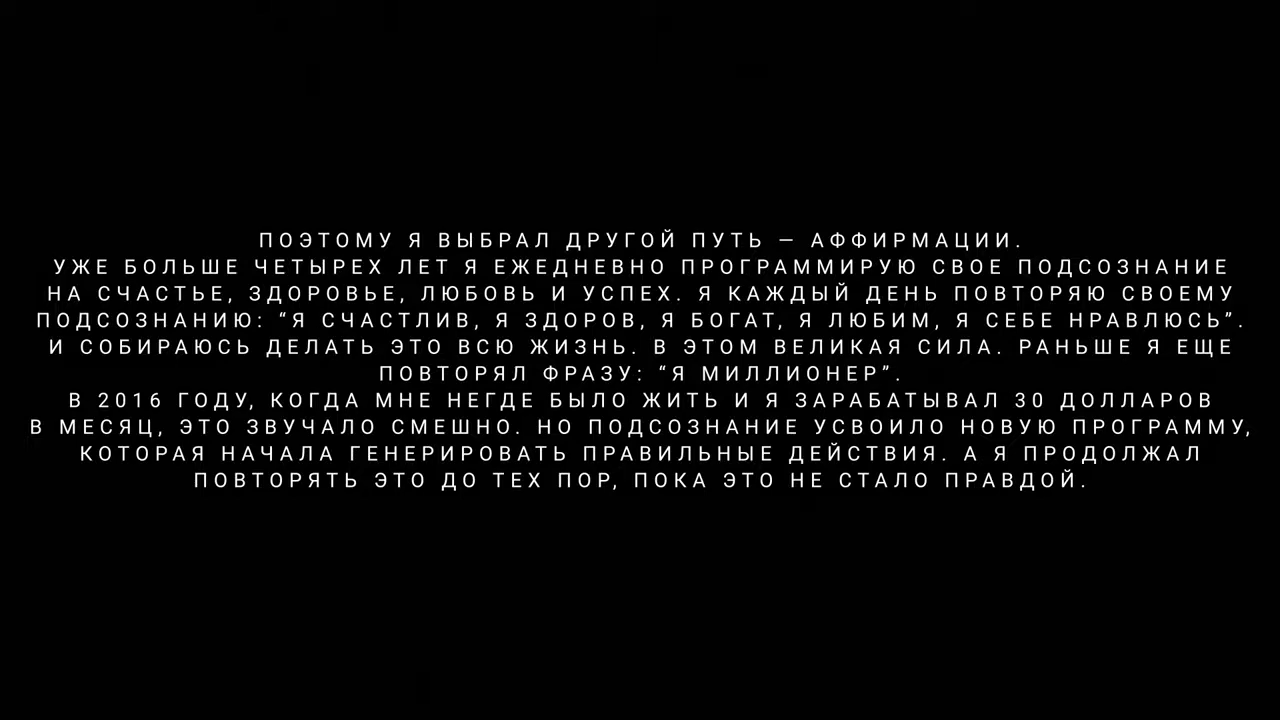 ПОЭТОМУ Я ВЫБРАЛ ДРУГОЙ ПУТЬ — АФФИРМАЦИИ.
УЖЕ БОЛЬШЕ ЧЕТЫРЕХ ЛЕТ Я ЕЖЕДНЕВНО ПРОГРАММИРУЮ СВОЕ ПОДСОЗНАНИЕ
НА СЧАСТЬЕ, ЗДОРОВЬЕ, ЛЮБОВЬ И УСПЕХ. Я КАЖДЫЙ ДЕНЬ ПОВТОРЯЮ СВОЕМУ
ПОДСОЗНАНИЮ: “Я СЧАСТЛИВ, Я ЗДОРОВ, Я БОГАТ, Я ЛЮБИМ, Я СЕБЕ НРАВЛЮСЬ”.
И СОБИРАЮСЬ ДЕЛАТЬ ЭТО ВСЮ ЖИЗНЬ. В ЭТОМ ВЕЛИКАЯ СИЛА. РАНЬШЕ Я ЕЩЕ
ПОВТОРЯЛ ФРАЗУ: “Я МИЛЛИОНЕР”.
В 2016 ГОДУ, КОГДА МНЕ НЕГДЕ БЫЛО ЖИТЬ И Я ЗАРАБАТЫВАЛ 30 ДОЛЛАРОВ
В МЕСЯЦ, ЭТО ЗВУЧАЛО СМЕШНО. НО ПОДСОЗНАНИЕ УСВОИЛО НОВУЮ ПРОГРАММУ,
КОТОРАЯ НАЧАЛА ГЕНЕРИРОВАТЬ ПРАВИЛЬНЫЕ ДЕЙСТВИЯ. А Я ПРОДОЛЖАЛ
ПОВТОРЯТЬ ЭТО ДО ТЕХ ПОР, ПОКА ЭТО НЕ СТАЛО ПРАВДОЙ.